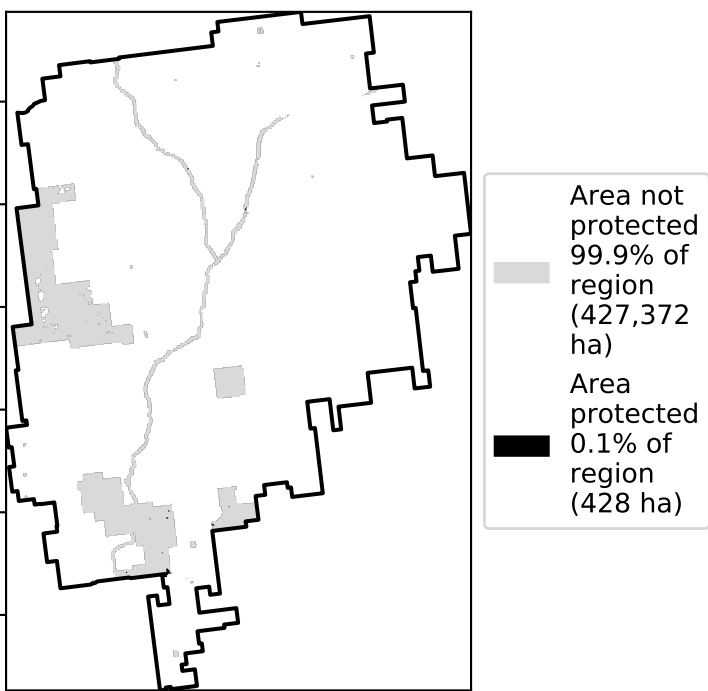 Area not
protected
99.9% of
region
(427,372
ha)
Area
protected
0.1% of
region
(428 ha)